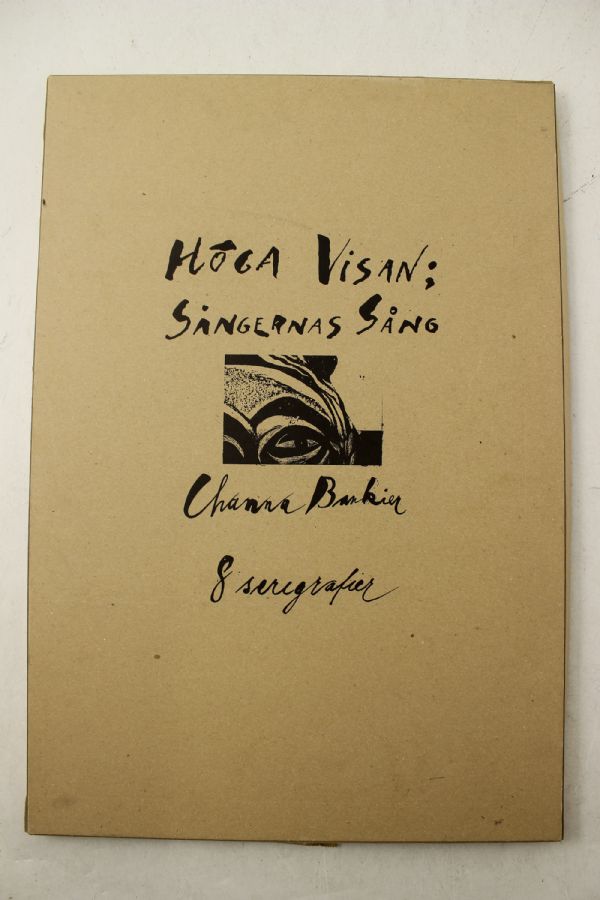 HÖGA VISAN;
SÅNGERNAS SÅNG
Channa Bankier
8 serigrafier